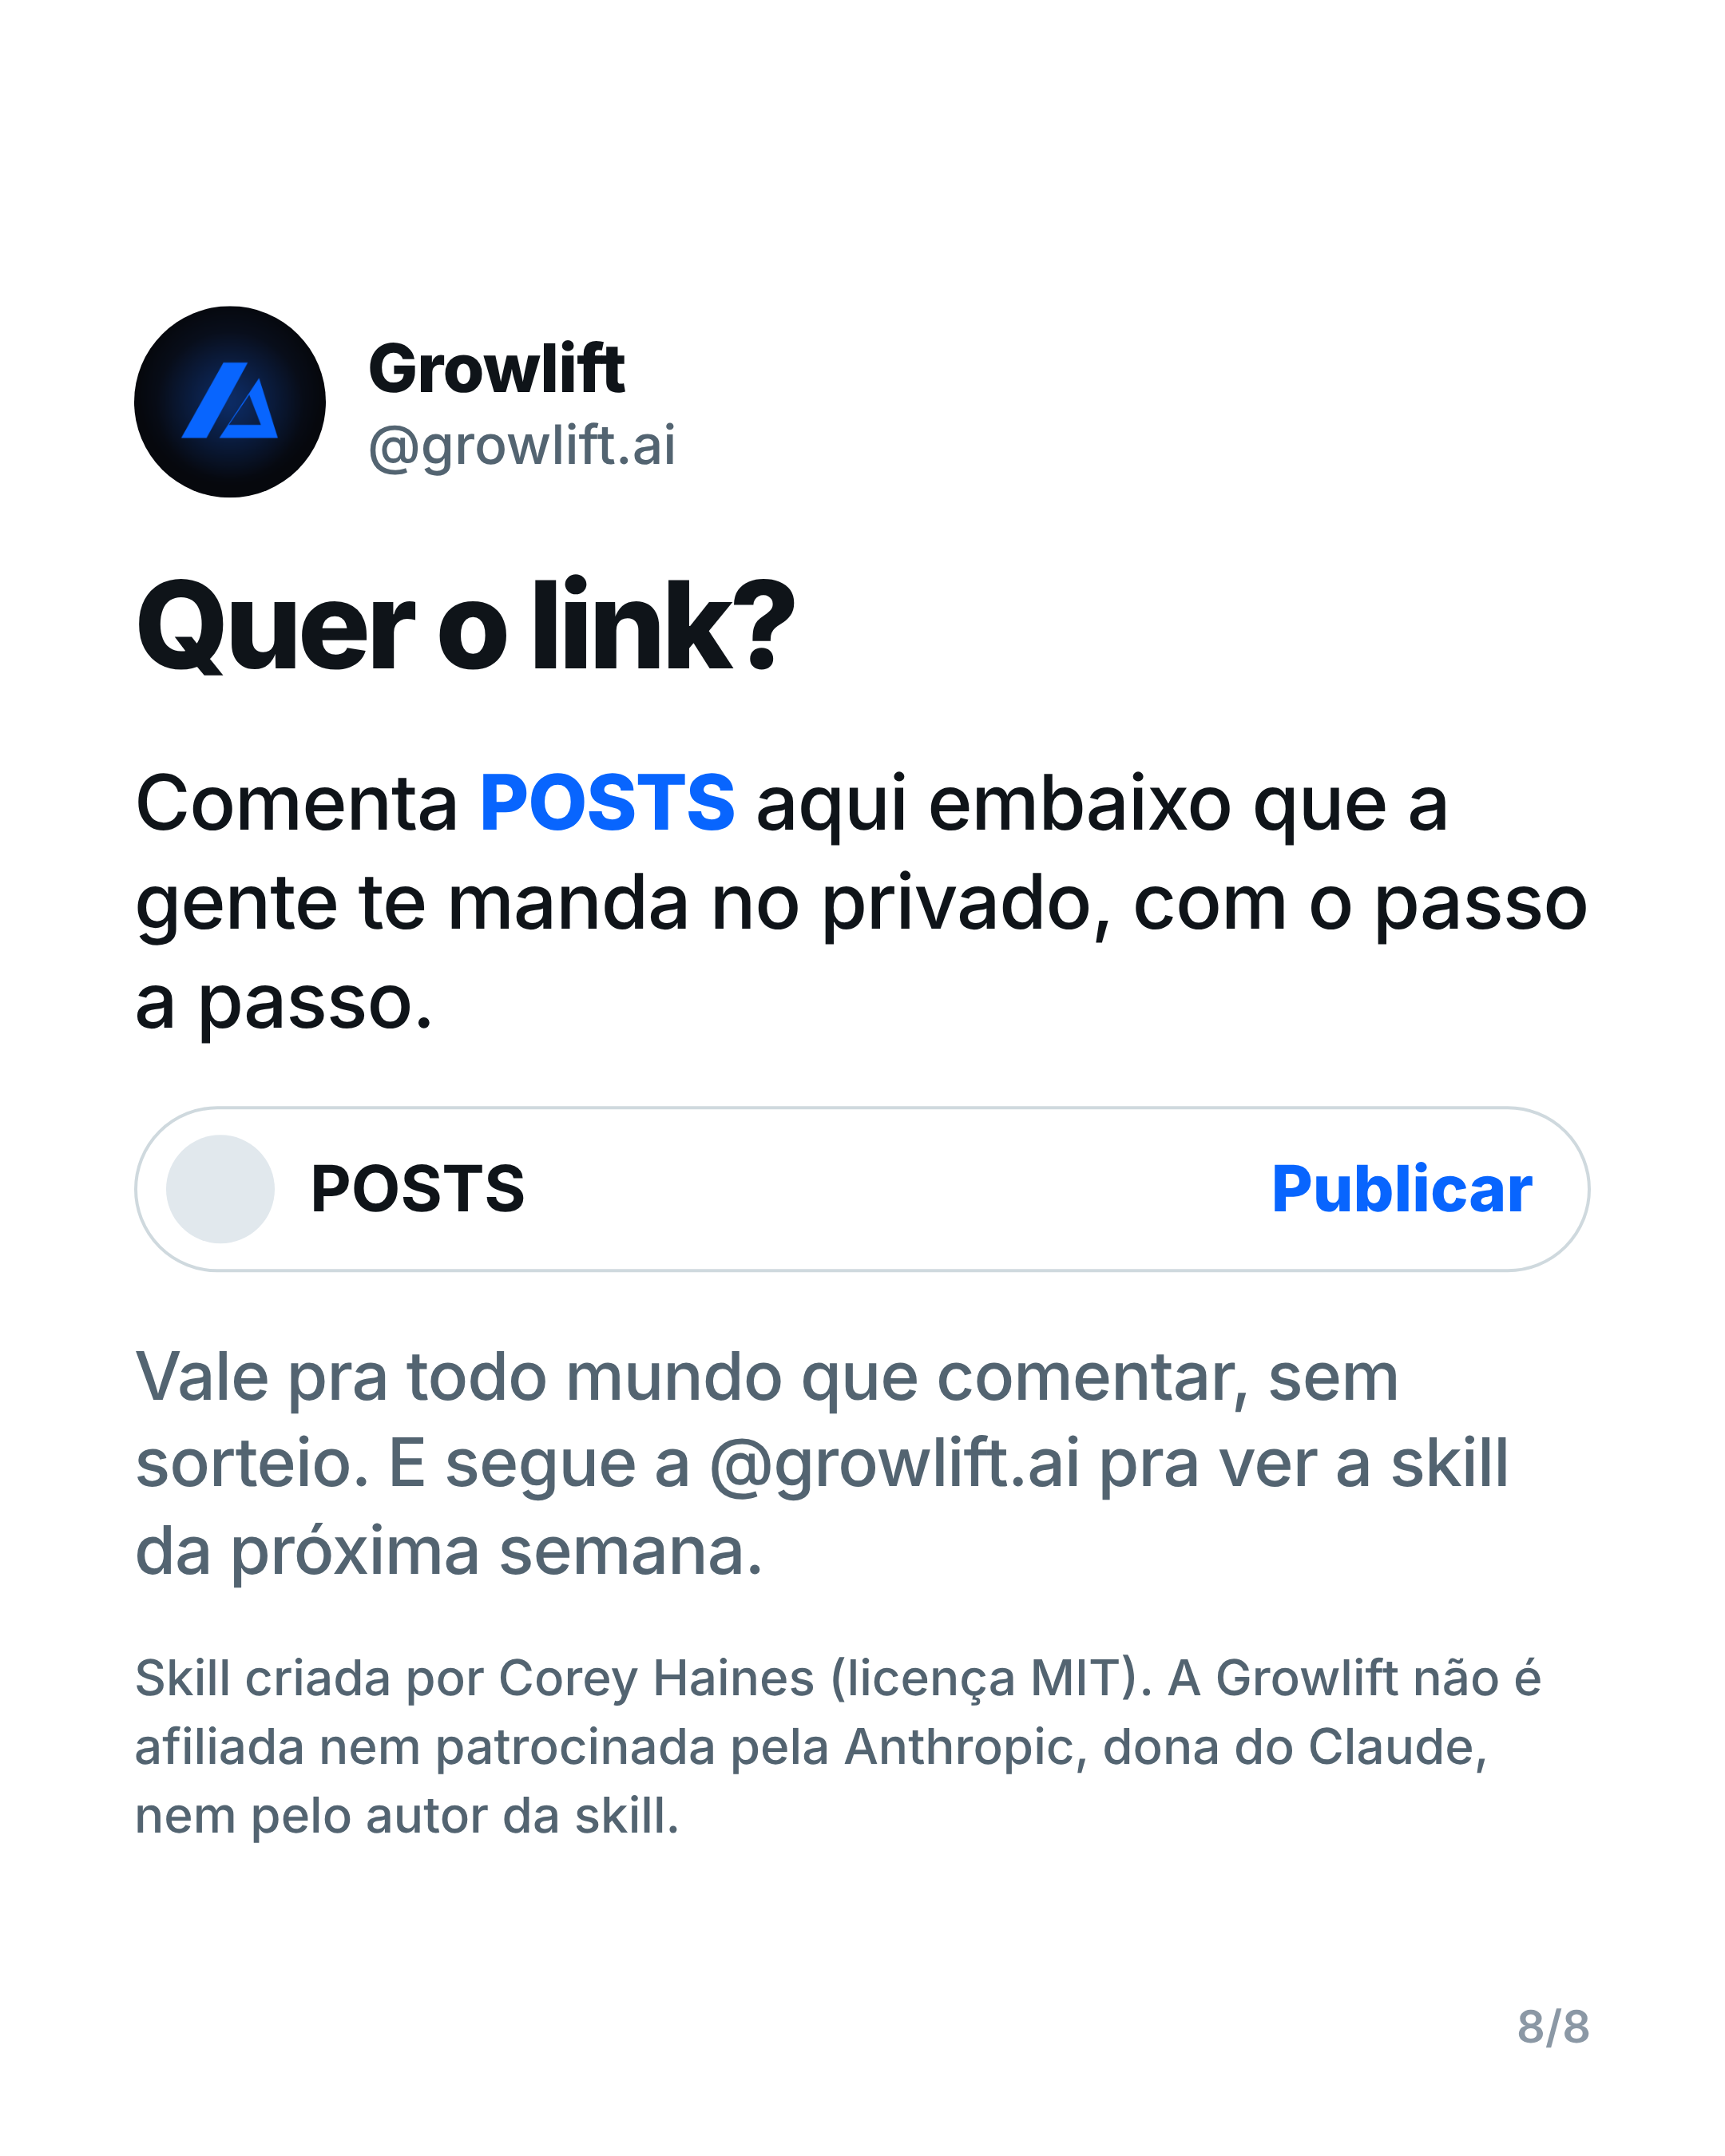 Growlift
@growlift.ai
Quer o link?
Comenta POSTS aqui embaixo que a
gente te manda no privado, com o passo
a passo.
POSTS Publicar
Vale pra todo mundo que comentar, sem
sorteio. E segue a @growlift.ai pra ver a skill
da próxima semana.
Skill criada por Corey Haines (licença MIT). A Growlift não é
afiliada nem patrocinada pela Anthropic, dona do Claude,
nem pelo autor da skill.
8/8